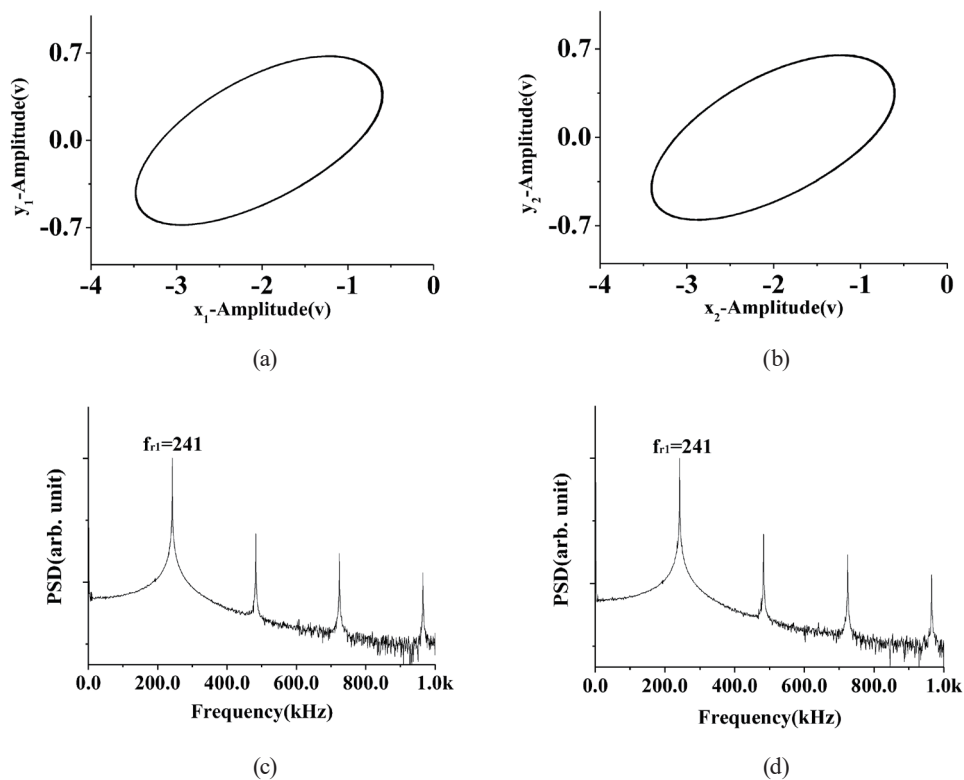 0.7
0.0
-0.7
y1-Amplitude(v)
-4 -3 -2 -1 0
x1-Amplitude(v)
(a)
0.7
0.0
-0.7
y2-Amplitude(v)
-4 -3 -2 -1 0
x2-Amplitude(v)
(b)
fr1=241
PSD(arb. unit)
0.0 200.0 400.0 600.0 800.0 1.0k
Frequency(kHz)
(c)
fr1=241
PSD(arb. unit)
0.0 200.0 400.0 600.0 800.0 1.0k
Frequency(kHz)
(d)